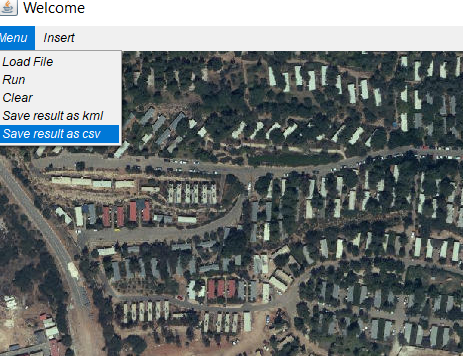 Welcome
Menu Insert
Load File
Run
Clear
Save result as kml
Save result as csv